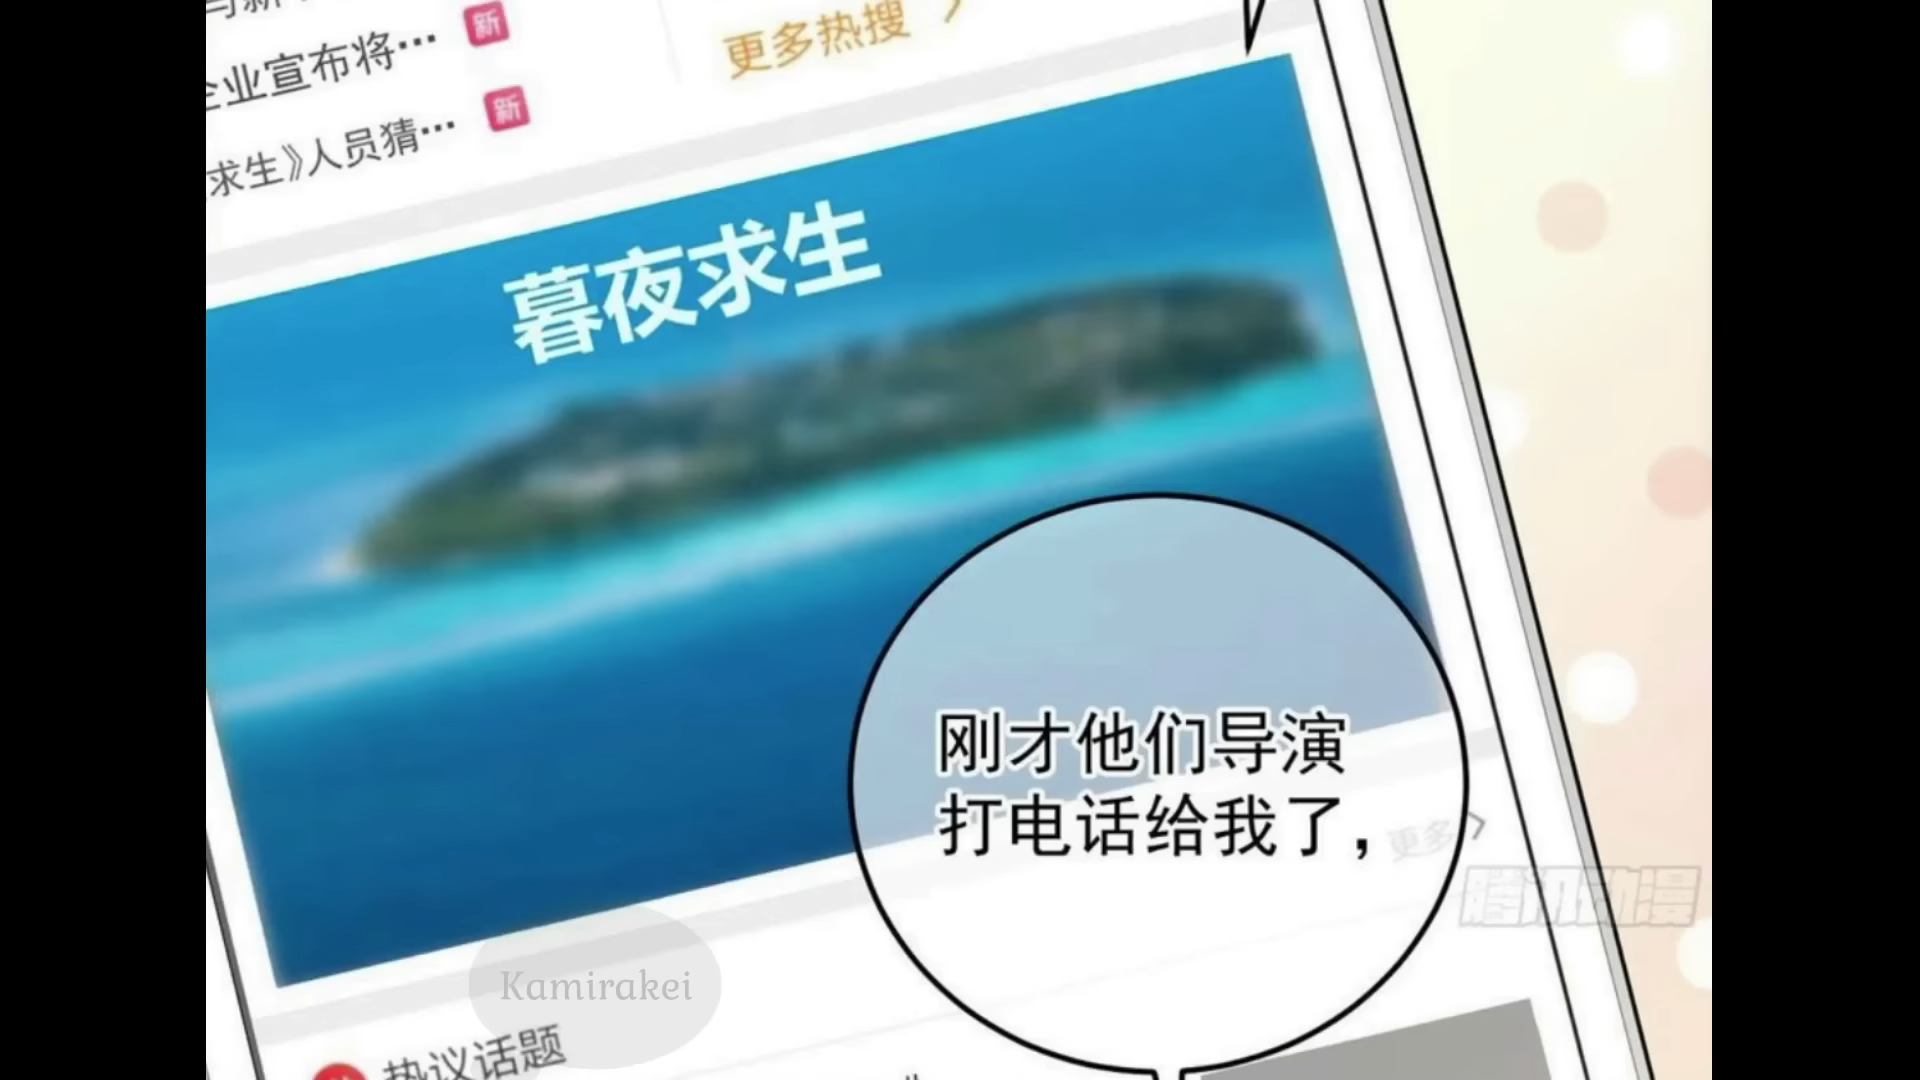 与新
企业宣布将… 新
求生》人员猜… 新
更多热搜
暮夜求生
刚才他们导演
打电话给我了，
更多
腾讯动漫
Kamirakei
热议话题